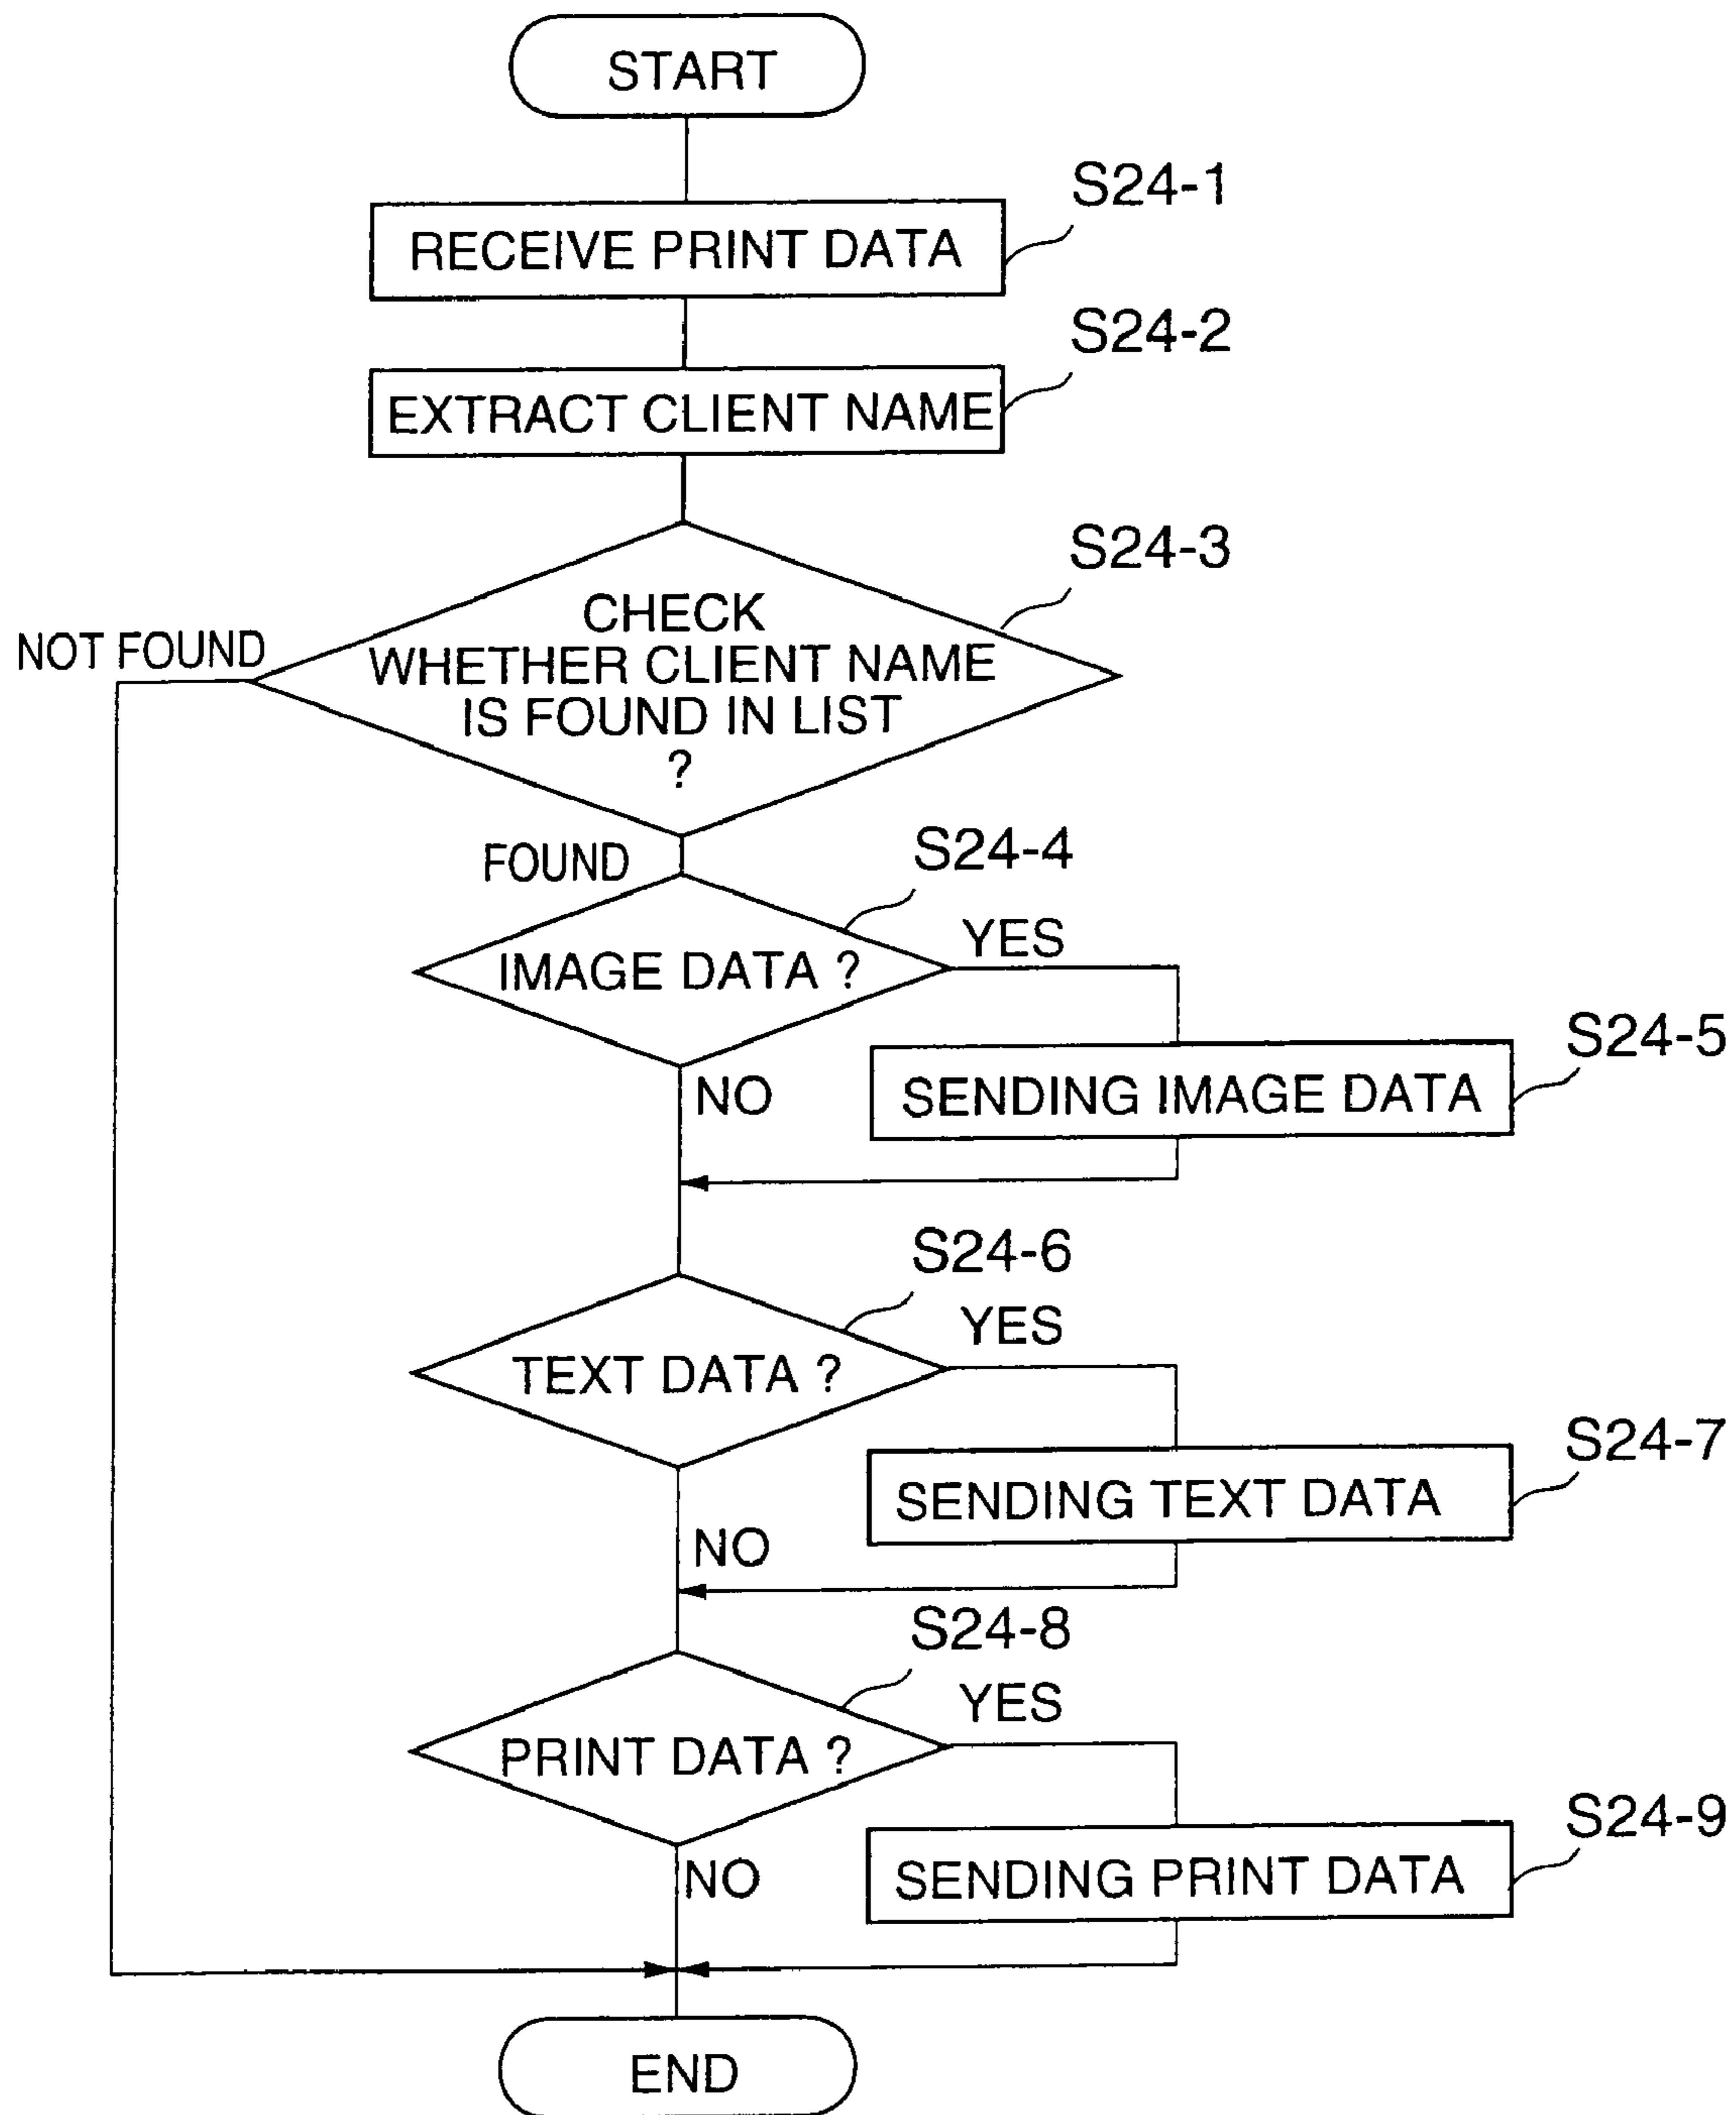 START
S24-1
RECEIVE PRINT DATA
S24-2
EXTRACT CLIENT NAME
S24-3
CHECK
WHETHER CLIENT NAME
IS FOUND IN LIST
?
NOT FOUND
FOUND
S24-4
IMAGE DATA ?
YES
S24-5
SENDING IMAGE DATA
NO
S24-6
TEXT DATA ?
YES
S24-7
SENDING TEXT DATA
NO
S24-8
PRINT DATA ?
YES
S24-9
SENDING PRINT DATA
NO
END